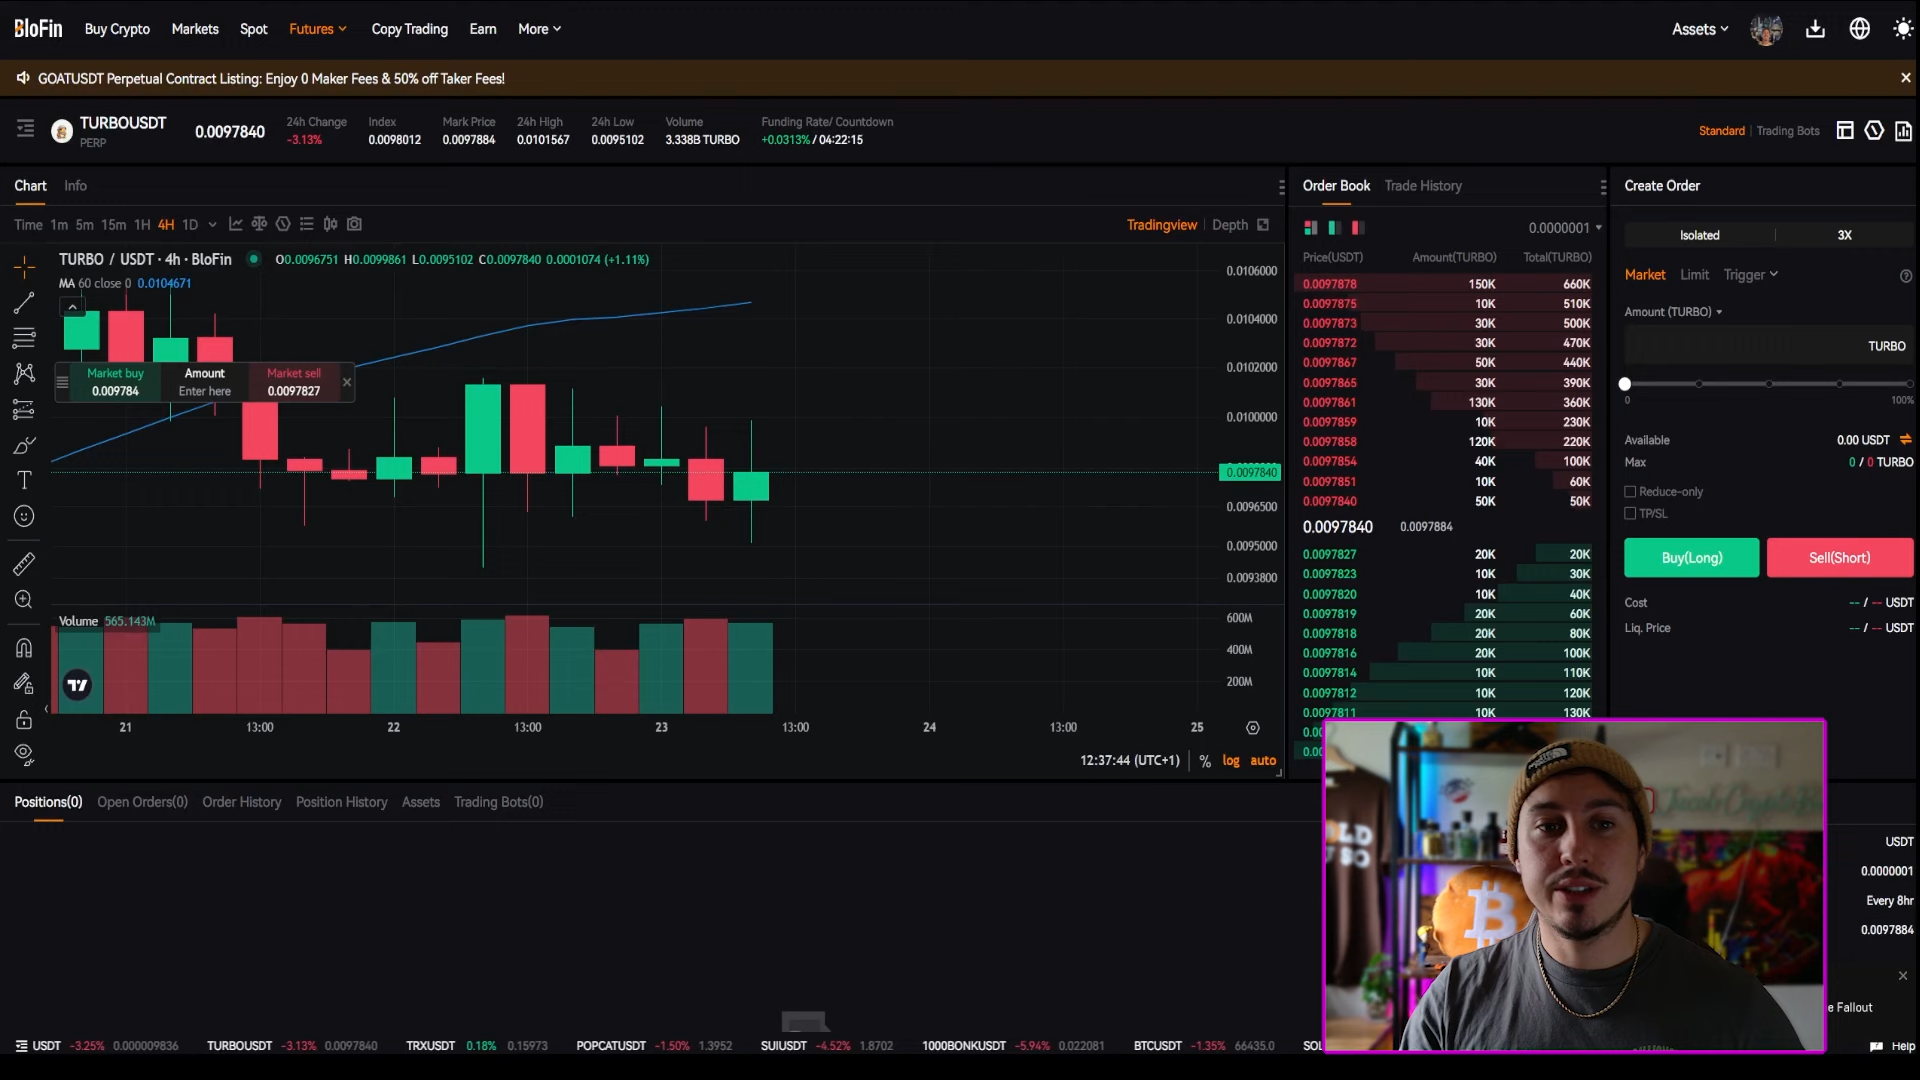 BloFin Buy Crypto Markets Spot Futures Copy Trading Earn More Assets
GOATUSDT Perpetual Contract Listing: Enjoy 0 Maker Fees & 50% off Taker Fees!
TURBOUSDT
PERP
0.0097840
24h Change
-3.13%
Index
0.0098012
Mark Price
0.0097884
24h High
0.0101567
24h Low
0.0095102
Volume
3.338B TURBO
Funding Rate/ Countdown
+0.0313% / 04:22:15
Standard | Trading Bots
Chart Info
Time 1m 5m 15m 1H 4H 1D
Tradingview | Depth
TURBO / USDT · 4h · BloFin O0.0096751 H0.0099861 L0.0095102 C0.0097840 0.0001074 (+1.11%)
MA 60 close 0 0.0104671
Market buy
0.009784
Amount
Enter here
Market sell
0.0097827
0.0106000
0.0104000
0.0102000
0.0100000
0.0097840
0.0096500
0.0095000
0.0093800
Volume 565.143M
600M
400M
200M
21 13:00 22 13:00 23 13:00 24 13:00 25
12:37:44 (UTC+1) % log auto
Order Book Trade History
0.0000001
Price(USDT) Amount(TURBO) Total(TURBO)
0.0097878 150K 660K
0.0097875 10K 510K
0.0097873 30K 500K
0.0097872 30K 470K
0.0097867 50K 440K
0.0097865 30K 390K
0.0097861 130K 360K
0.0097859 10K 230K
0.0097858 120K 220K
0.0097854 40K 100K
0.0097851 10K 60K
0.0097840 50K 50K
0.0097840 0.0097884
0.0097827 20K 20K
0.0097823 10K 30K
0.0097820 10K 40K
0.0097819 20K 60K
0.0097818 20K 80K
0.0097816 20K 100K
0.0097814 10K 110K
0.0097812 10K 120K
0.0097811 10K 130K
0.00
0.00
Create Order
Isolated 3X
Market Limit Trigger
Amount (TURBO)
TURBO
0 100%
Available 0.00 USDT
Max 0 / 0 TURBO
Reduce-only
TP/SL
Buy(Long) Sell(Short)
Cost -- / -- USDT
Liq. Price -- / -- USDT
Positions(0) Open Orders(0) Order History Position History Assets Trading Bots(0)
USDT
0.0000001
Every 8hr
0.0097884
e Fallout
USDT -3.25% 0.000009836 TURBOUSDT -3.13% 0.0097840 TRXUSDT 0.18% 0.15973 POPCATUSDT -1.50% 1.3952 SUIUSDT -4.52% 1.8702 1000BONKUSDT -5.94% 0.022081 BTCUSDT -1.35% 66435.0 SOL
Help